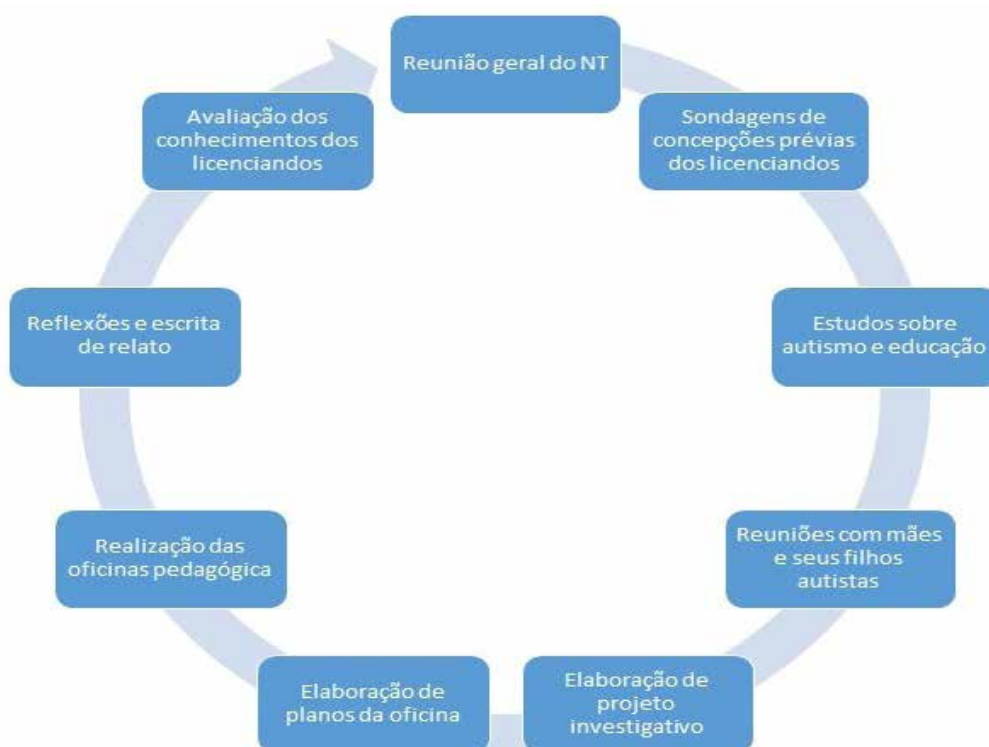 Reunião geral do NT
Sondagens de
concepções prévias
dos licenciandos
Estudos sobre
autismo e educação
Reuniões com mães
e seus filhos
autistas
Elaboração de
projeto
investigativo
Elaboração de
planos da oficina
Realização das
oficinas pedagógica
Reflexões e escrita
de relato
Avaliação dos
conhecimentos dos
licenciandos